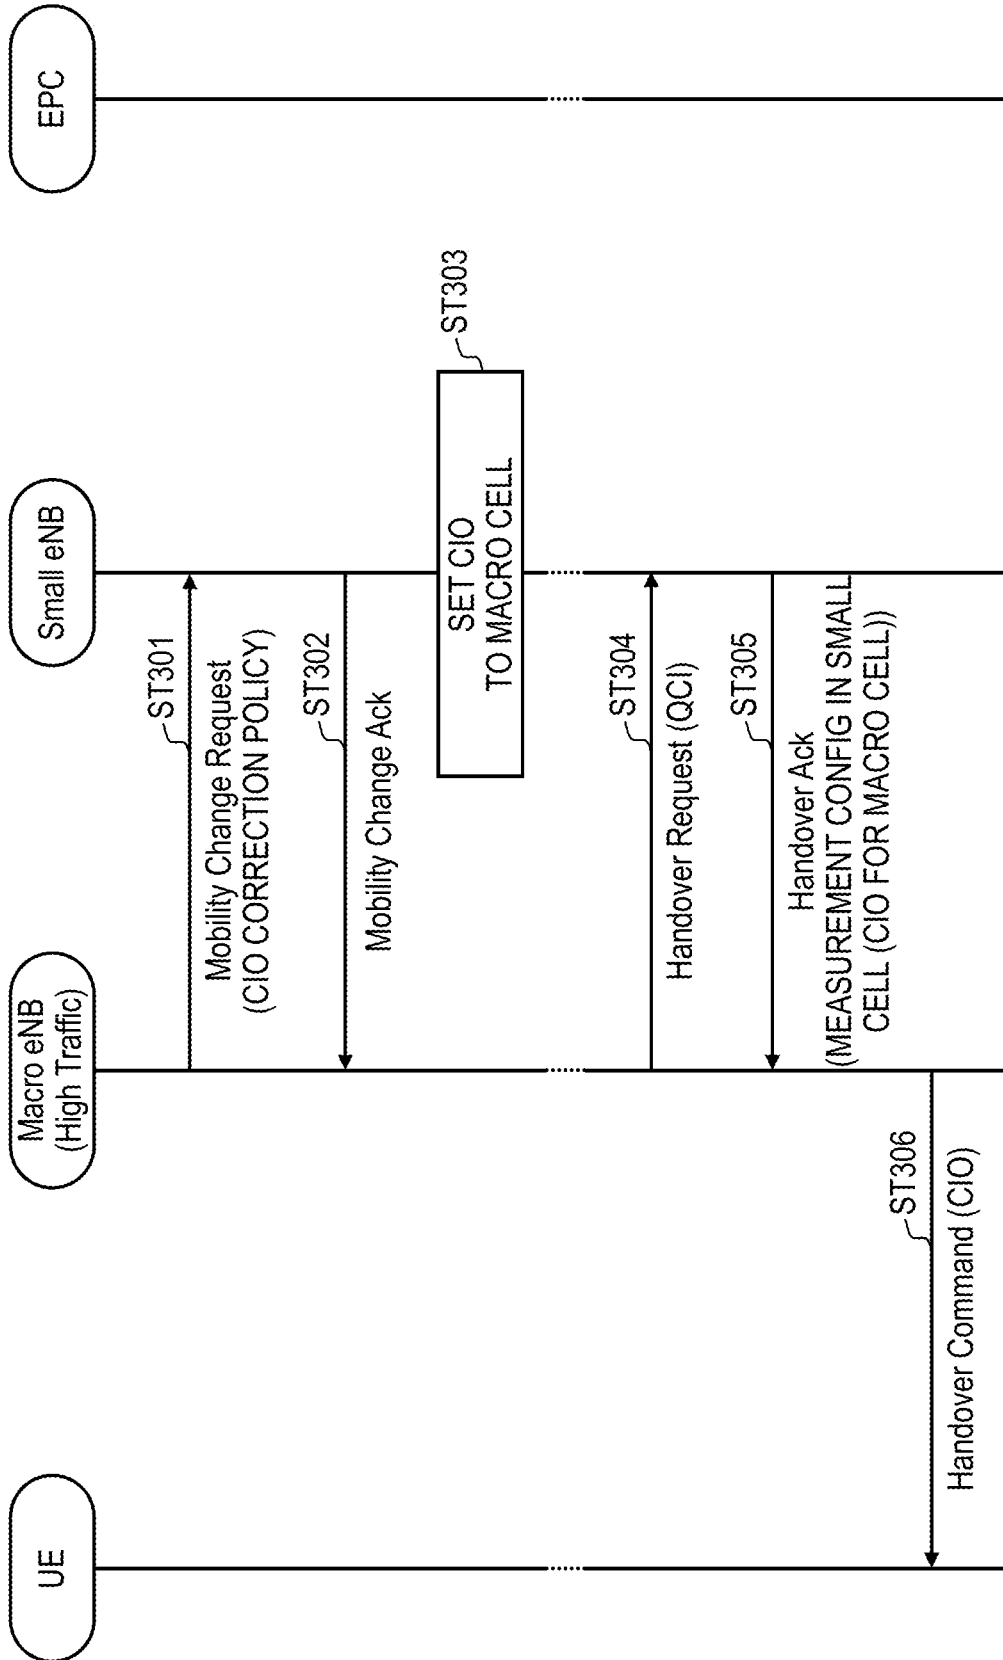 UE
Macro eNB
(High Traffic)
Small eNB
EPC
ST301
Mobility Change Request
(CIO CORRECTION POLICY)
ST302
Mobility Change Ack
SET CIO
TO MACRO CELL
ST303
ST304
Handover Request (QCI)
ST305
Handover Ack
(MEASUREMENT CONFIG IN SMALL
CELL (CIO FOR MACRO CELL))
ST306
Handover Command (CIO)